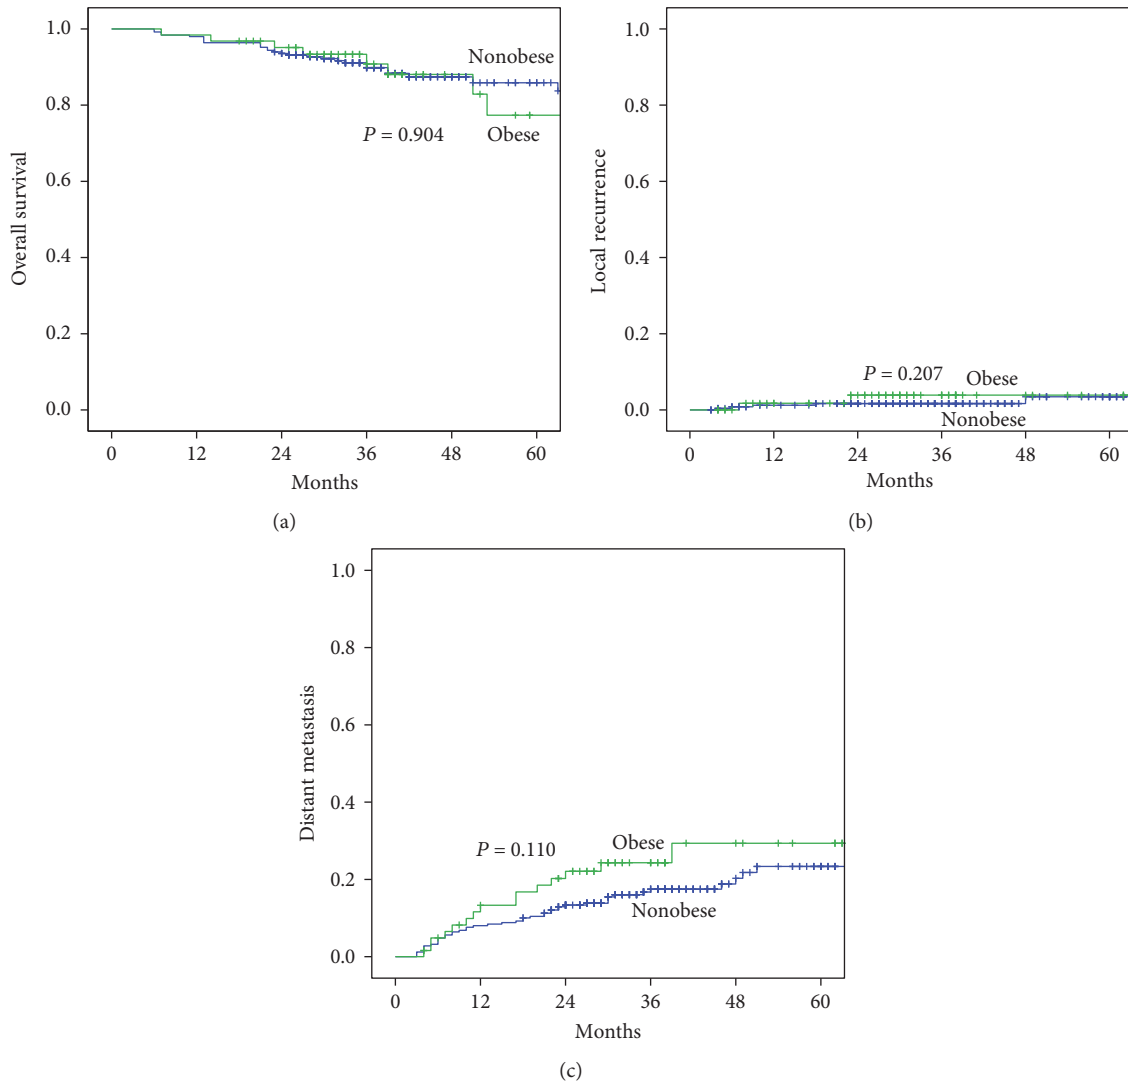 1.0
0.8
0.6
0.4
0.2
0.0
Overall survival
Nonobese
P = 0.904
Obese
0 12 24 36 48 60
Months
(a)
1.0
0.8
0.6
0.4
0.2
0.0
Local recurrence
P = 0.207
Obese
Nonobese
0 12 24 36 48 60
Months
(b)
1.0
0.8
0.6
0.4
0.2
0.0
Distant metastasis
P = 0.110
Obese
Nonobese
0 12 24 36 48 60
Months
(c)